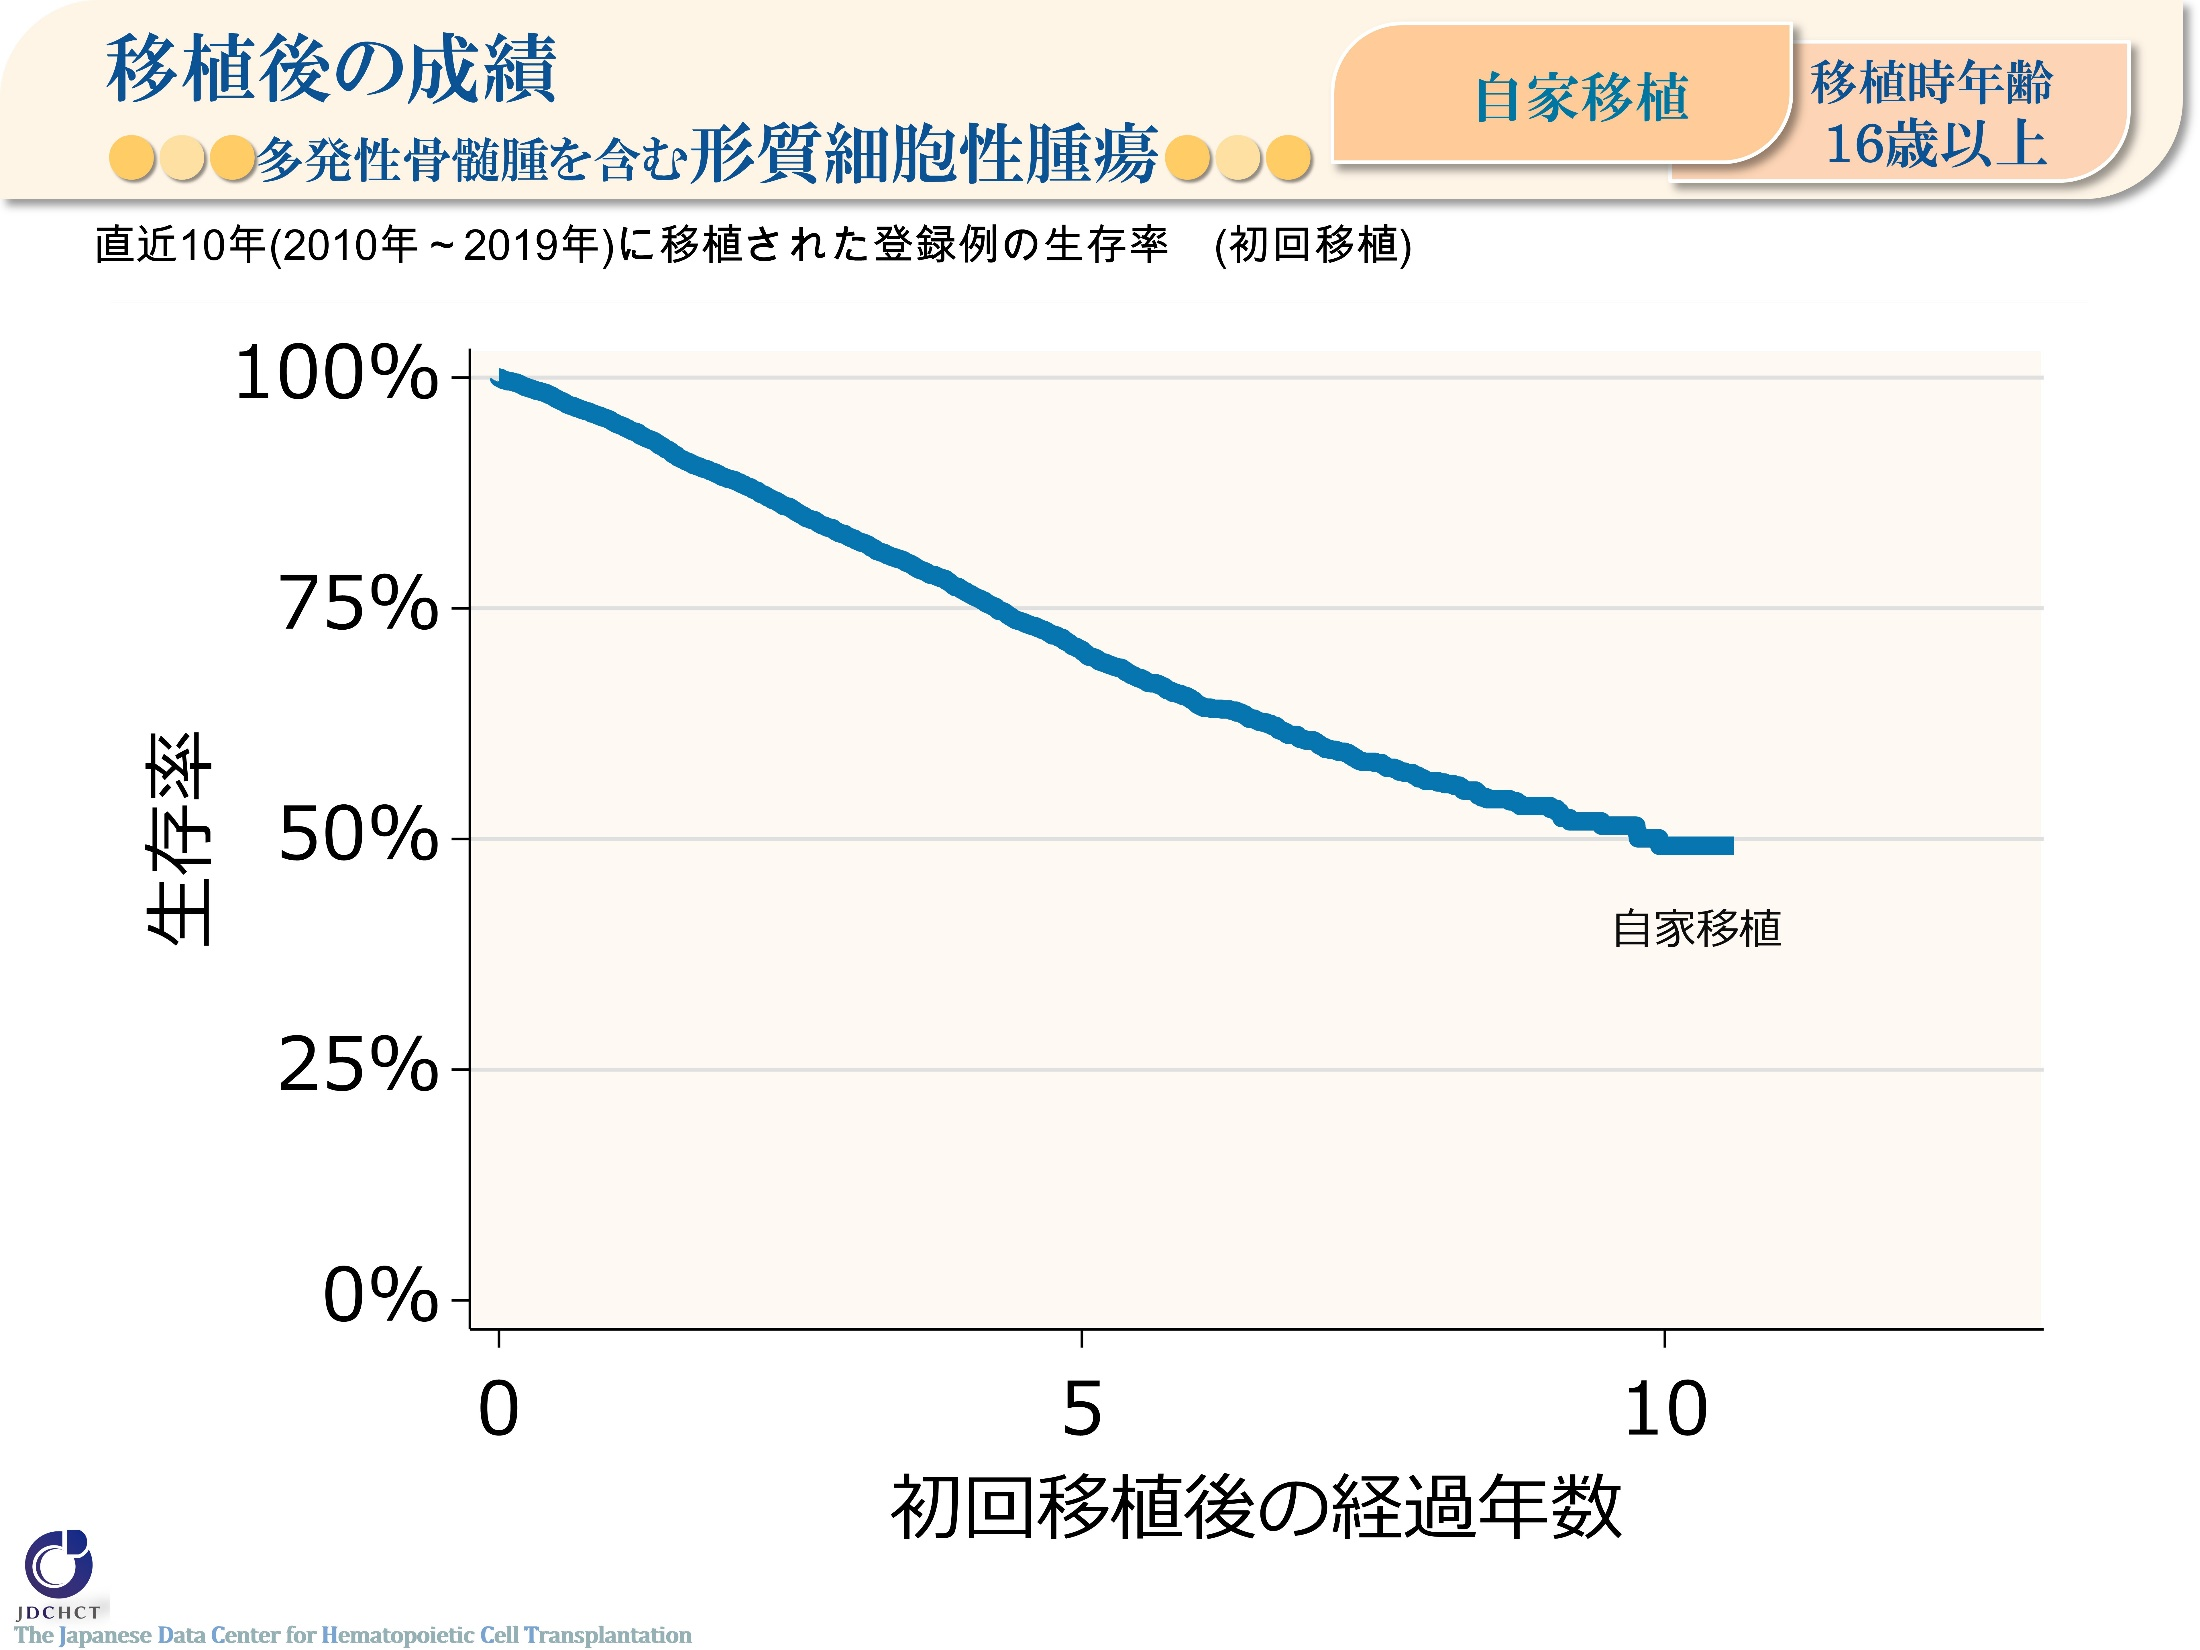 移植後の成績
多発性骨髄腫を含む形質細胞性腫瘍
自家移植
移植時年齢
16歳以上
直近10年(2010年～2019年)に移植された登録例の生存率　(初回移植)
100%
75%
50%
25%
0%
生存率
自家移植
0 5 10
初回移植後の経過年数
JDCHCT
The Japanese Data Center for Hematopoietic Cell Transplantation